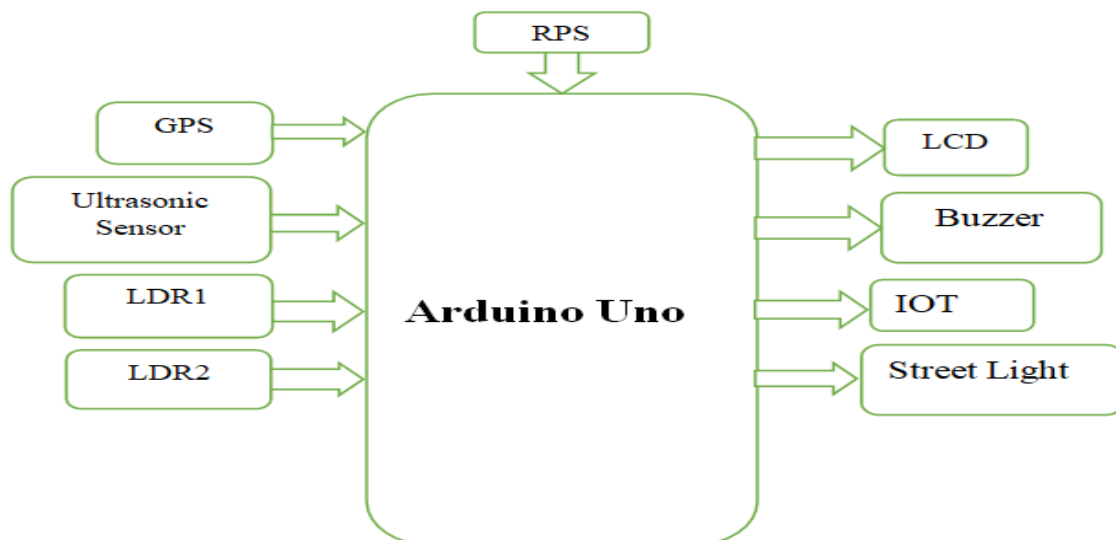 RPS
GPS
Ultrasonic
Sensor
LDR1
LDR2
Arduino Uno
LCD
Buzzer
IOT
Street Light